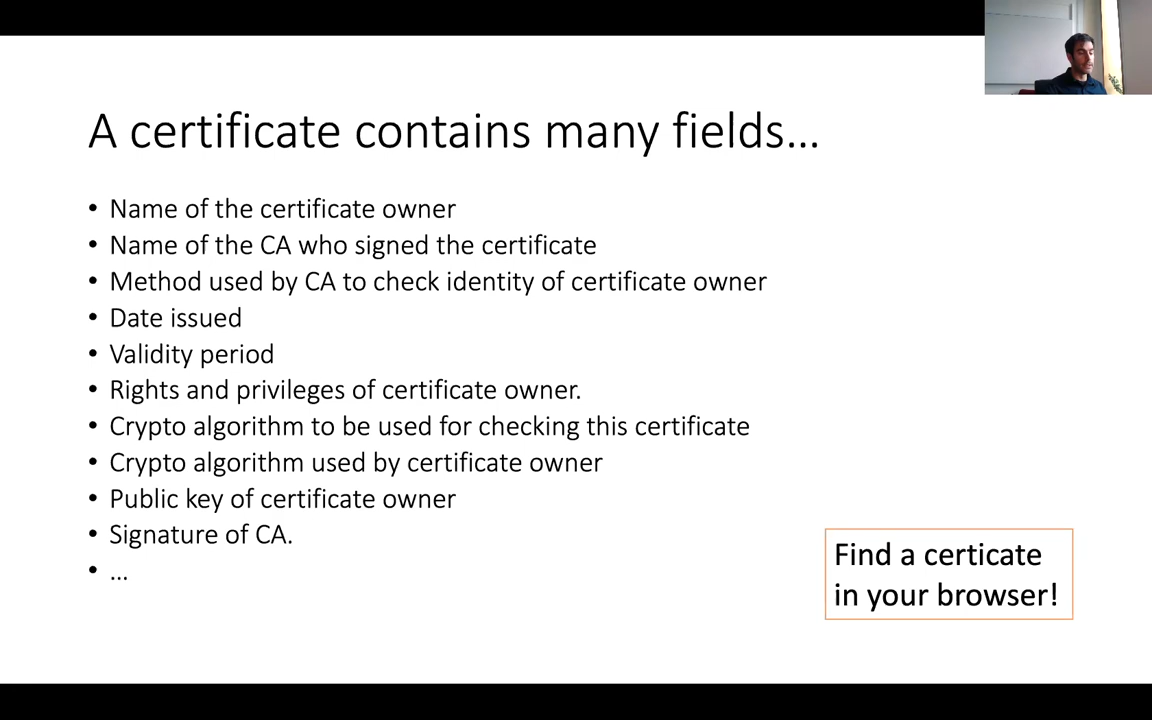 A certificate contains many fields...
• Name of the certificate owner
• Name of the CA who signed the certificate
• Method used by CA to check identity of certificate owner
• Date issued
• Validity period
• Rights and privileges of certificate owner.
• Crypto algorithm to be used for checking this certificate
• Crypto algorithm used by certificate owner
• Public key of certificate owner
• Signature of CA.
• ...
Find a certicate
in your browser!